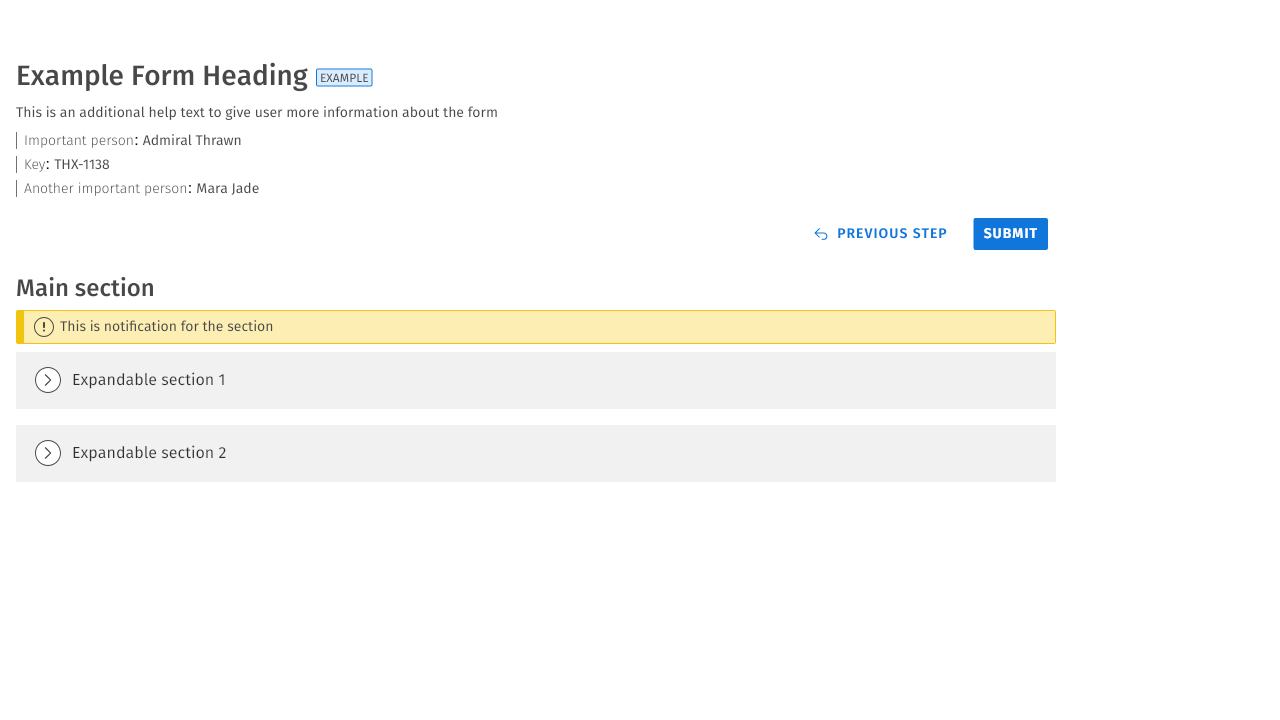 Example Form Heading EXAMPLE
This is an additional help text to give user more information about the form
Important person: Admiral Thrawn
Key: THX-1138
Another important person: Mara Jade
PREVIOUS STEP SUBMIT
Main section
This is notification for the section
Expandable section 1
Expandable section 2